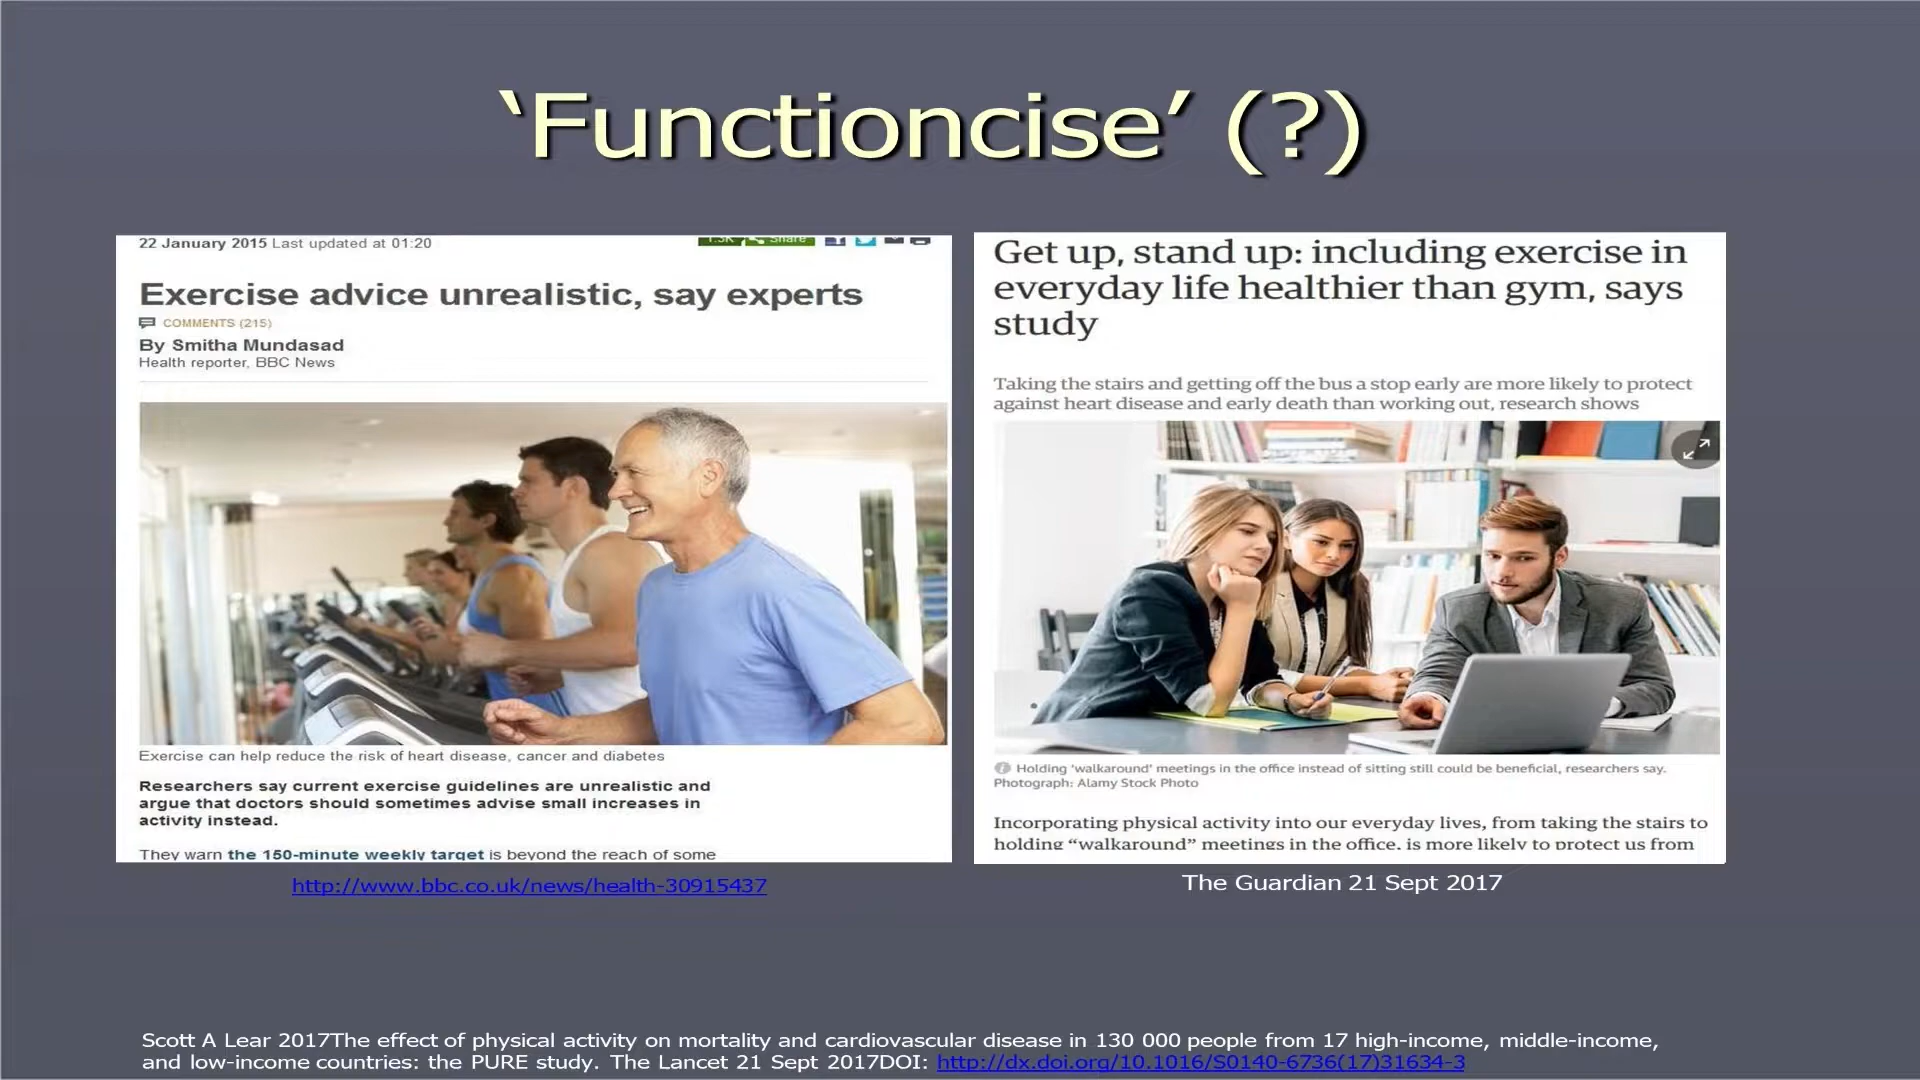 ‘Functioncise’ (?)
22 January 2015 Last updated at 01:20
1.3K Share
Exercise advice unrealistic, say experts
COMMENTS (215)
By Smitha Mundasad
Health reporter, BBC News
Exercise can help reduce the risk of heart disease, cancer and diabetes
Researchers say current exercise guidelines are unrealistic and
argue that doctors should sometimes advise small increases in
activity instead.
They warn the 150-minute weekly target is beyond the reach of some
http://www.bbc.co.uk/news/health-30915437
Get up, stand up: including exercise in
everyday life healthier than gym, says
study
Taking the stairs and getting off the bus a stop early are more likely to protect
against heart disease and early death than working out, research shows
Holding ‘walkaround’ meetings in the office instead of sitting still could be beneficial, researchers say.
Photograph: Alamy Stock Photo
Incorporating physical activity into our everyday lives, from taking the stairs to
holding “walkaround” meetings in the office, is more likely to protect us from
The Guardian 21 Sept 2017
Scott A Lear 2017The effect of physical activity on mortality and cardiovascular disease in 130 000 people from 17 high-income, middle-income,
and low-income countries: the PURE study. The Lancet 21 Sept 2017DOI: http://dx.doi.org/10.1016/S0140-6736(17)31634-3